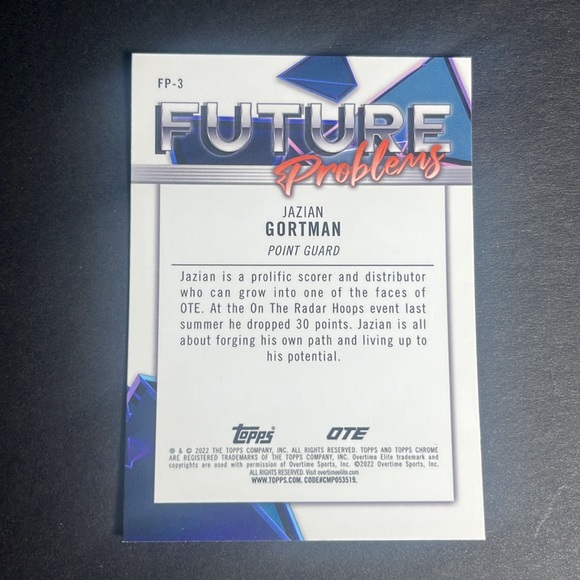 FP-3
FUTURE
Problems
JAZIAN
GORTMAN
POINT GUARD
Jazian is a prolific scorer and distributor
who can grow into one of the faces of
OTE. At the On The Radar Hoops event last
summer he dropped 30 points. Jazian is all
about forging his own path and living up to
his potential.
topps OTE
® & © 2022 THE TOPPS COMPANY, INC. ALL RIGHTS RESERVED. TOPPS AND TOPPS CHROME
ARE REGISTERED TRADEMARKS OF THE TOPPS COMPANY, INC. Overtime Elite trademark and
copyrights are used with permission of Overtime Sports, Inc. ©2022 Overtime Sports, Inc.
ALL RIGHTS RESERVED. Visit overtimeelite.com
WWW.TOPPS.COM. CODE#CMP053519.